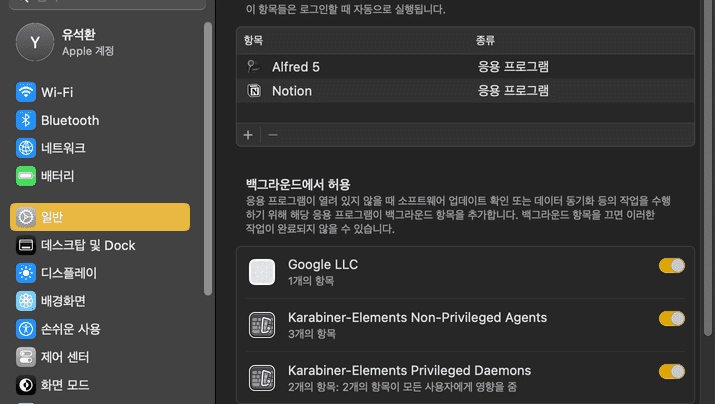 이 항목들은 로그인할 때 자동으로 실행됩니다.
Y
유석환
Apple 계정
항목
종류
Alfred 5
응용 프로그램
Notion
응용 프로그램
Wi-Fi
Bluetooth
네트워크
배터리
일반
데스크탑 및 Dock
디스플레이
배경화면
손쉬운 사용
제어 센터
화면 모드
백그라운드에서 허용
응용 프로그램이 열려 있지 않을 때 소프트웨어 업데이트 확인 또는 데이터 동기화 등의 작업을 수행
하기 위해 해당 응용 프로그램이 백그라운드 항목을 추가합니다. 백그라운드 항목을 끄면 이러한
작업이 완료되지 않을 수 있습니다.
Google LLC
1개의 항목
Karabiner-Elements Non-Privileged Agents
3개의 항목
Karabiner-Elements Privileged Daemons
2개의 항목: 2개의 항목이 모든 사용자에게 영향을 줌